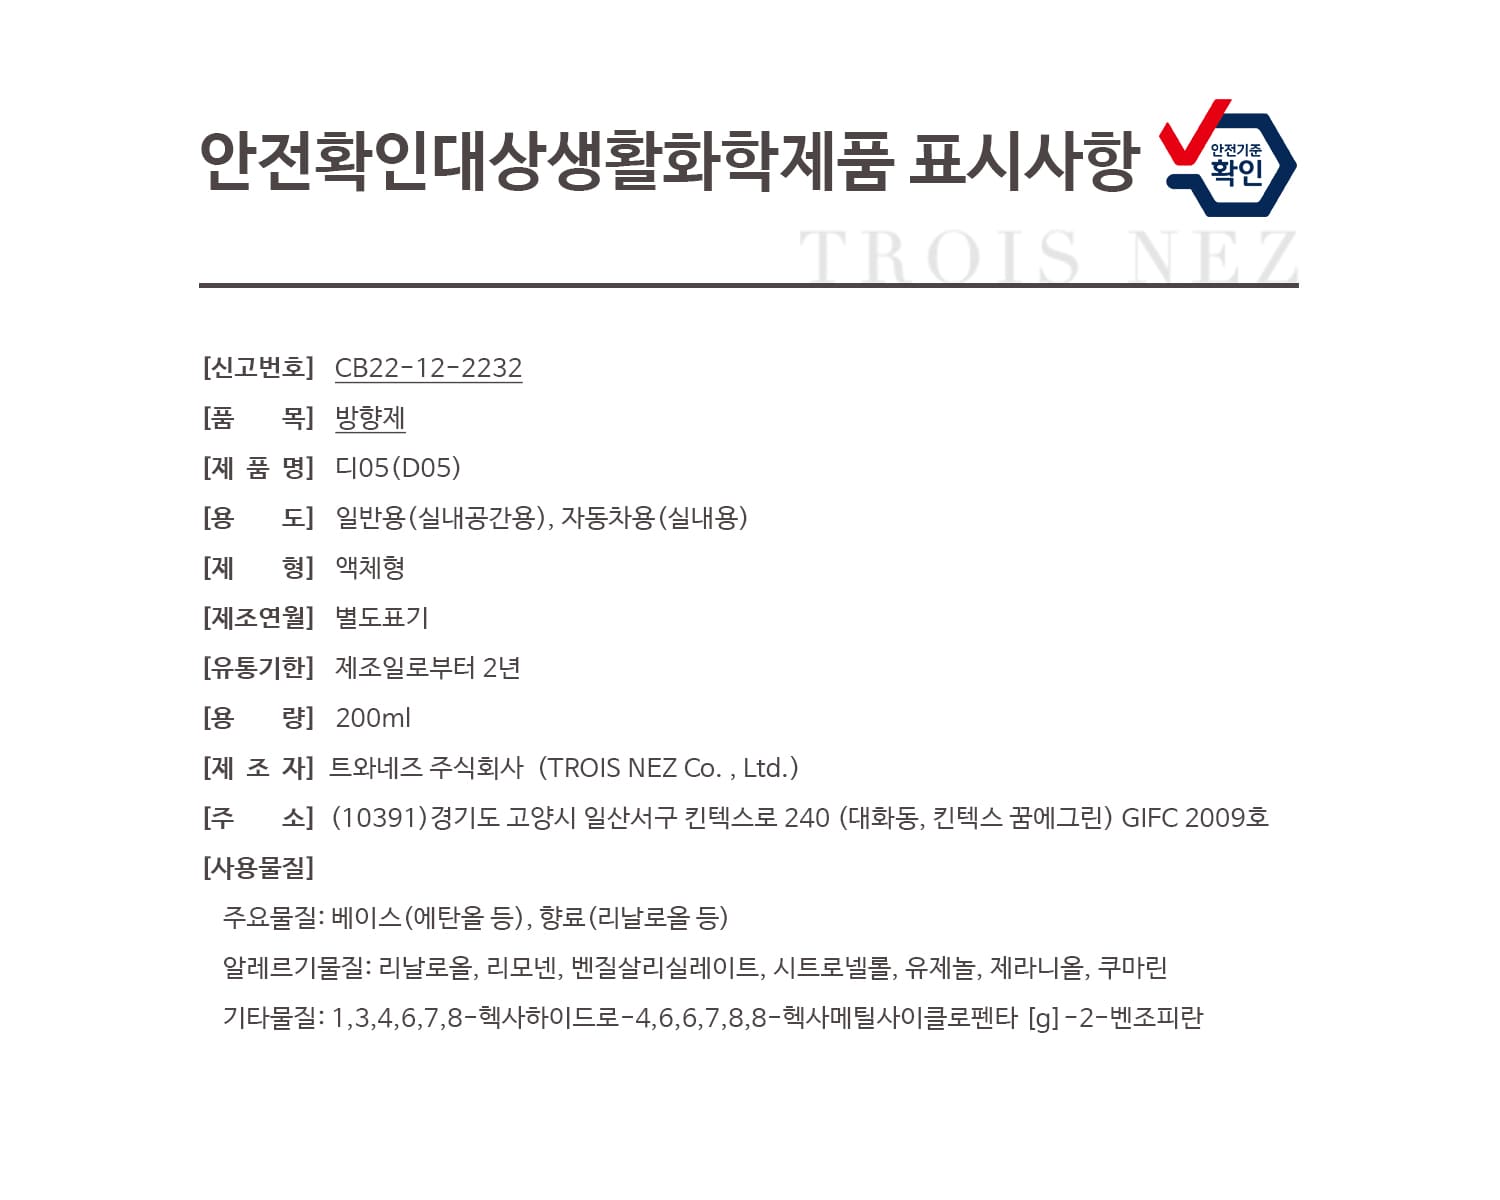 안전확인대상생활화학제품 표시사항
안전기준
확인
TROIS NEZ
[신고번호] CB22-12-2232
[품 목] 방향제
[제 품 명] 디05(D05)
[용 도] 일반용(실내공간용), 자동차용(실내용)
[제 형] 액체형
[제조연월] 별도표기
[유통기한] 제조일로부터 2년
[용 량] 200ml
[제 조 자] 트와네즈 주식회사 (TROIS NEZ Co. , Ltd.)
[주 소] (10391)경기도 고양시 일산서구 킨텍스로 240 (대화동, 킨텍스 꿈에그린) GIFC 2009호
[사용물질]
주요물질: 베이스(에탄올 등), 향료(리날로올 등)
알레르기물질: 리날로올, 리모넨, 벤질살리실레이트, 시트로넬롤, 유제놀, 제라니올, 쿠마린
기타물질: 1,3,4,6,7,8-헥사하이드로-4,6,6,7,8,8-헥사메틸사이클로펜타 [g]-2-벤조피란